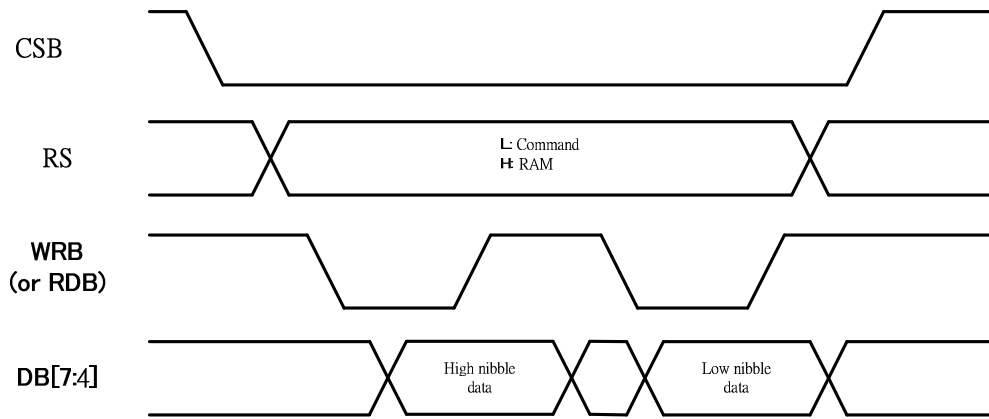 CSB
RS
L: Command
H: RAM
WRB
(or RDB)
DB[7:4]
High nibble
data
Low nibble
data